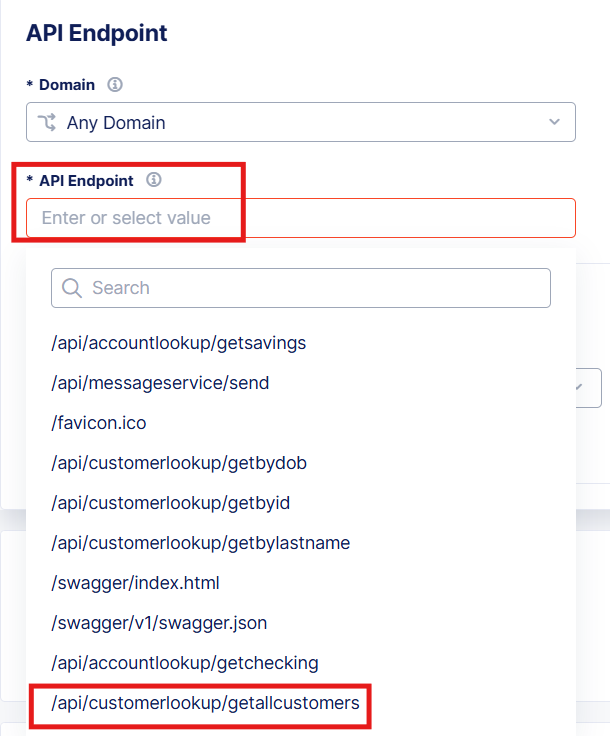 API Endpoint
* Domain
Any Domain
* API Endpoint
Enter or select value
Search
/api/accountlookup/getsavings
/api/messageservice/send
/favicon.ico
/api/customerlookup/getbydob
/api/customerlookup/getbyid
/api/customerlookup/getbylastname
/swagger/index.html
/swagger/v1/swagger.json
/api/accountlookup/getchecking
/api/customerlookup/getallcustomers